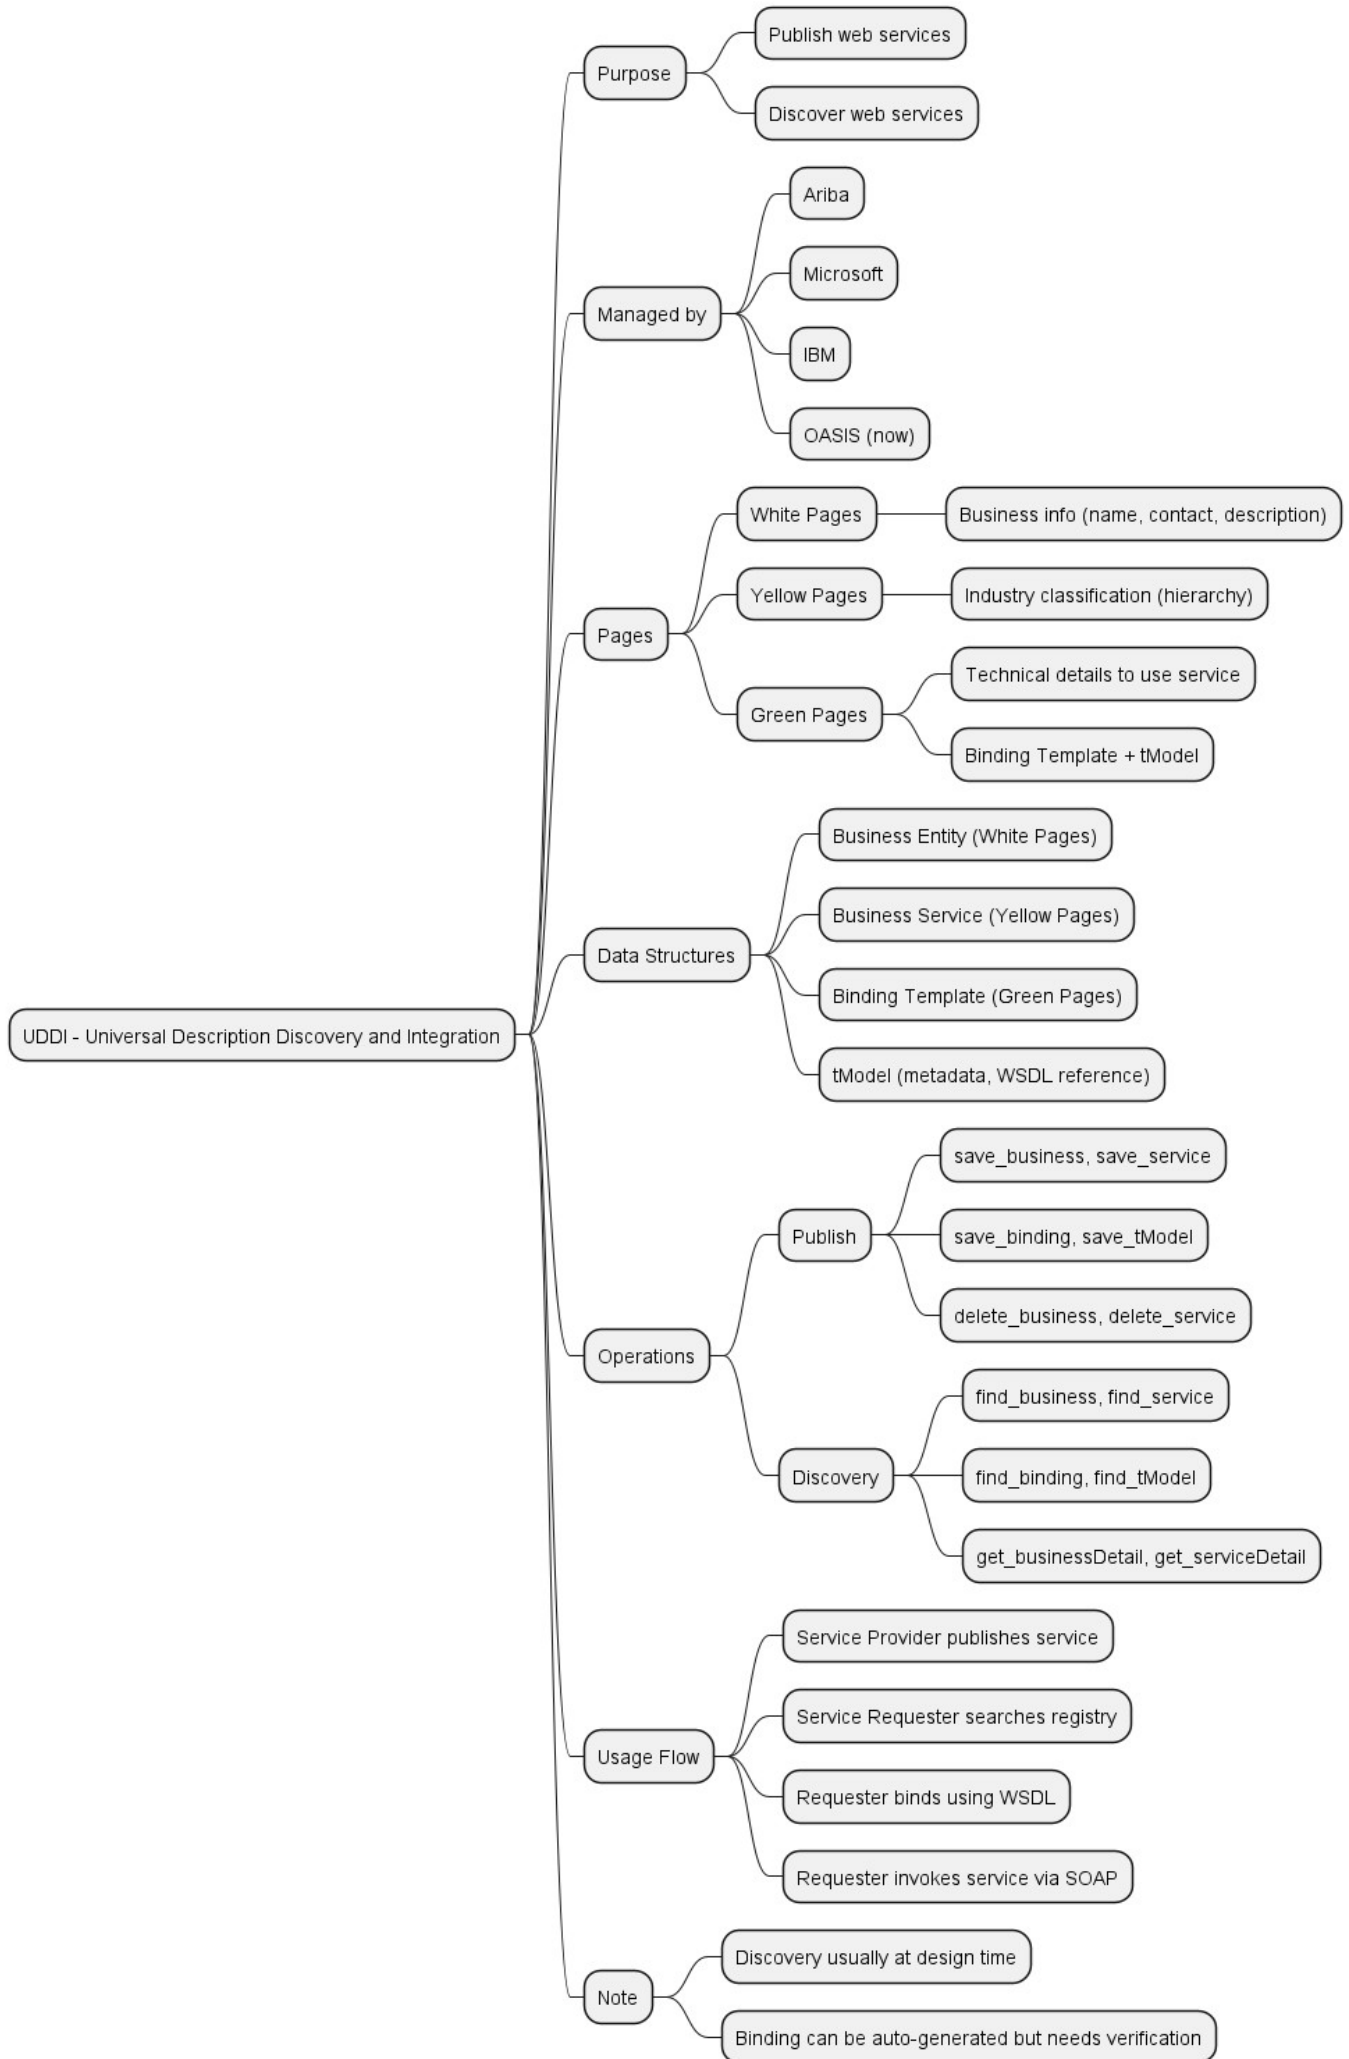 UDDI - Universal Description Discovery and Integration
Purpose
Publish web services
Discover web services
Managed by
Ariba
Microsoft
IBM
OASIS (now)
Pages
White Pages
Business info (name, contact, description)
Yellow Pages
Industry classification (hierarchy)
Green Pages
Technical details to use service
Binding Template + tModel
Data Structures
Business Entity (White Pages)
Business Service (Yellow Pages)
Binding Template (Green Pages)
tModel (metadata, WSDL reference)
Operations
Publish
save_business, save_service
save_binding, save_tModel
delete_business, delete_service
Discovery
find_business, find_service
find_binding, find_tModel
get_businessDetail, get_serviceDetail
Usage Flow
Service Provider publishes service
Service Requester searches registry
Requester binds using WSDL
Requester invokes service via SOAP
Note
Discovery usually at design time
Binding can be auto-generated but needs verification